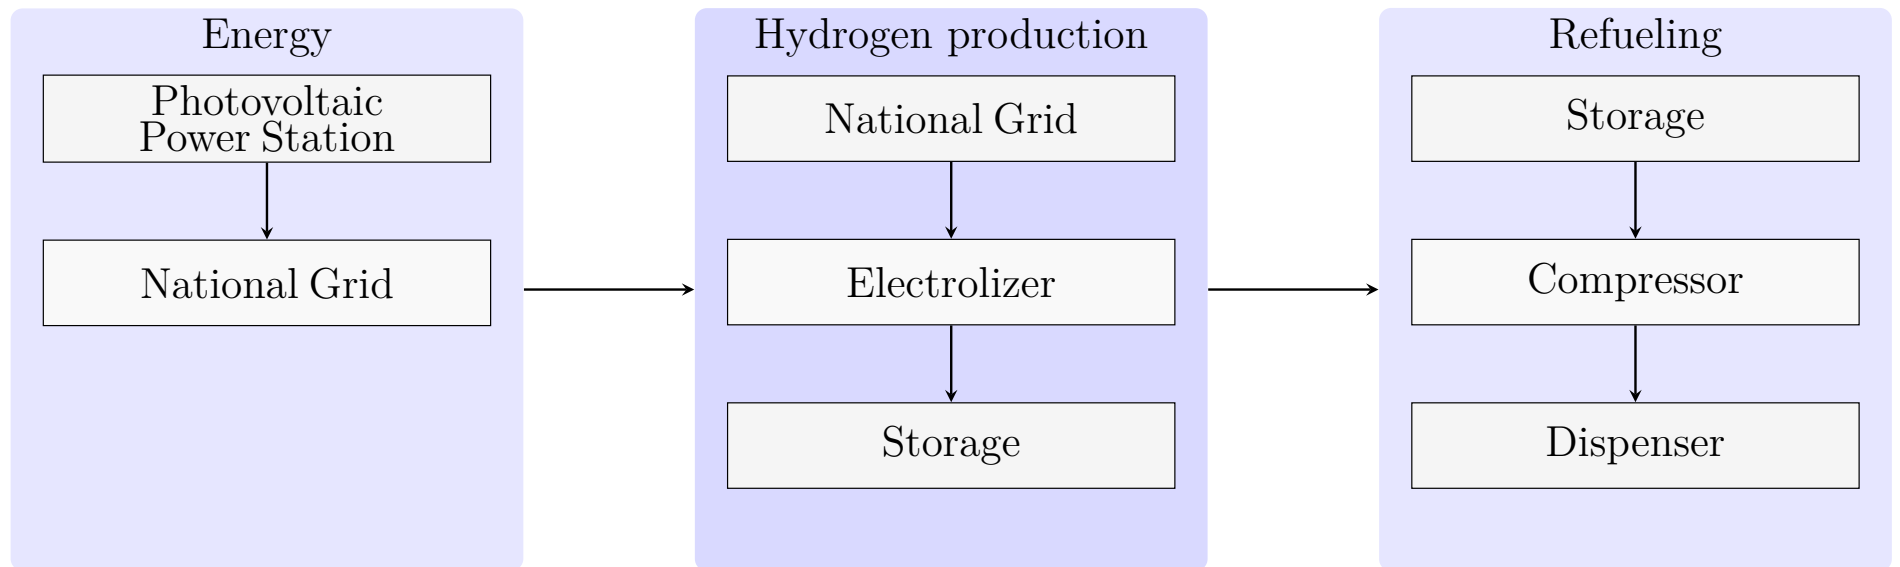 Energy
Photovoltaic
Power Station
National Grid
Hydrogen production
National Grid
Electrolizer
Storage
Refueling
Storage
Compressor
Dispenser